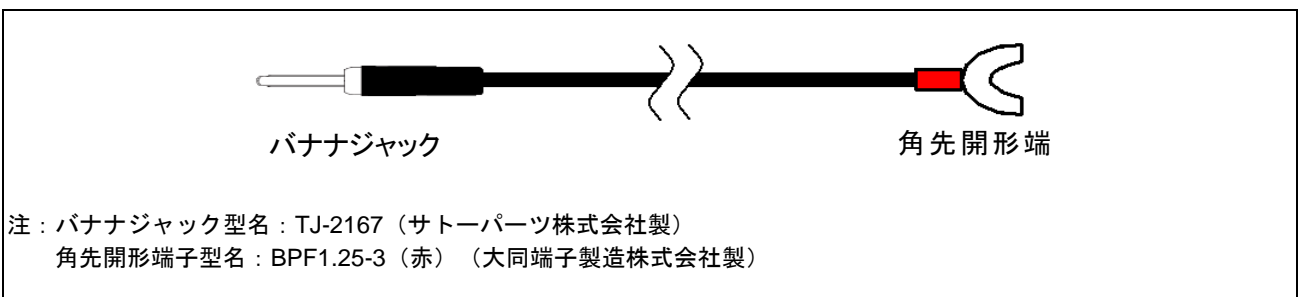 バナナジャック
角先開形端
注：バナナジャック型名：TJ-2167（サトーパーツ株式会社製）
角先開形端子型名：BPF1.25-3（赤）（大同端子製造株式会社製）